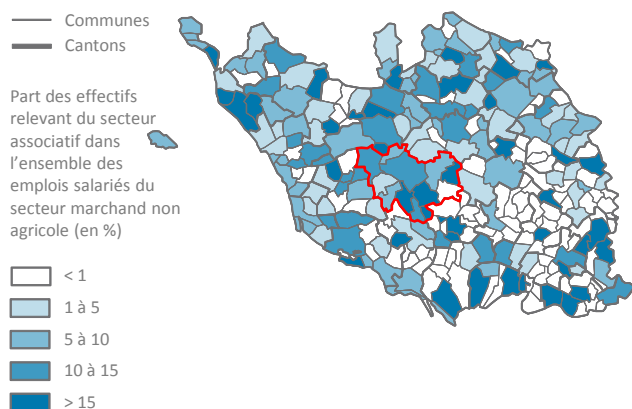 Communes
Cantons
Part des effectifs
relevant du secteur
associatif dans
l'ensemble des
emplois salariés du
secteur marchand non
agricole (en %)
< 1
1 à 5
5 à 10
10 à 15
> 15